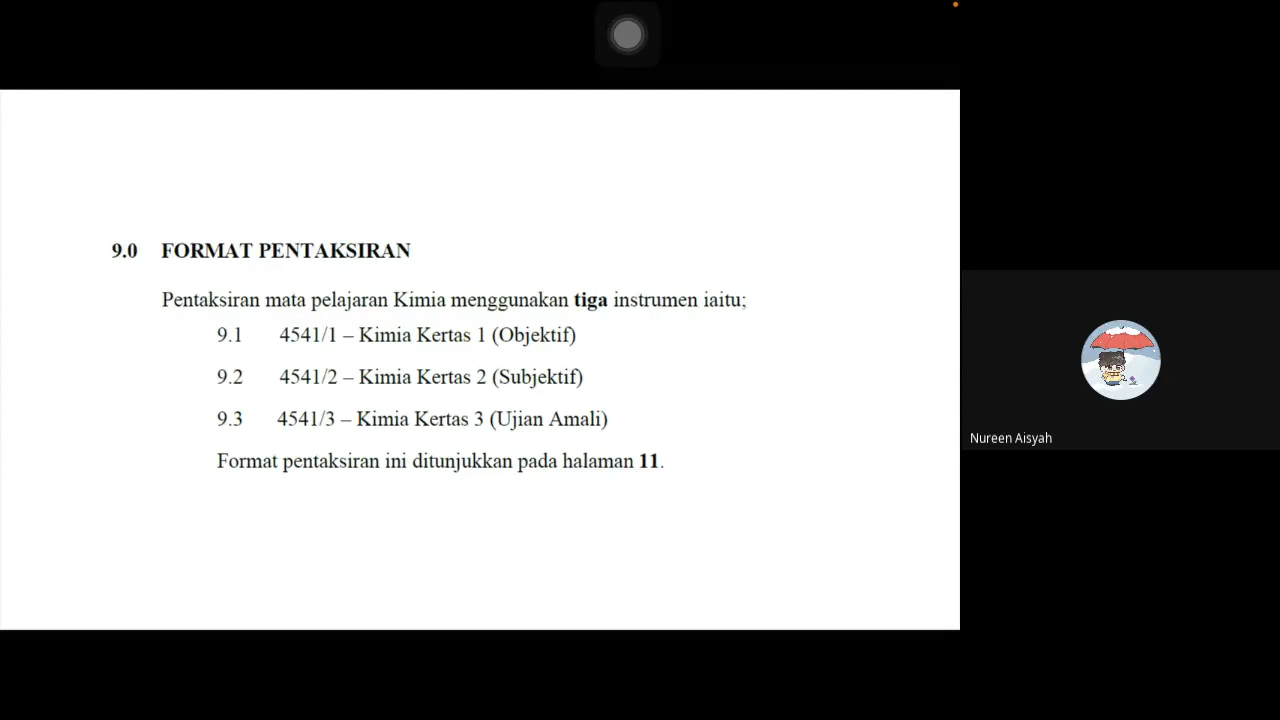 9.0 FORMAT PENTAKSIRAN
Pentaksiran mata pelajaran Kimia menggunakan tiga instrumen iaitu;
9.1 4541/1 – Kimia Kertas 1 (Objektif)
9.2 4541/2 – Kimia Kertas 2 (Subjektif)
9.3 4541/3 – Kimia Kertas 3 (Ujian Amali)
Format pentaksiran ini ditunjukkan pada halaman 11.
Nureen Aisyah